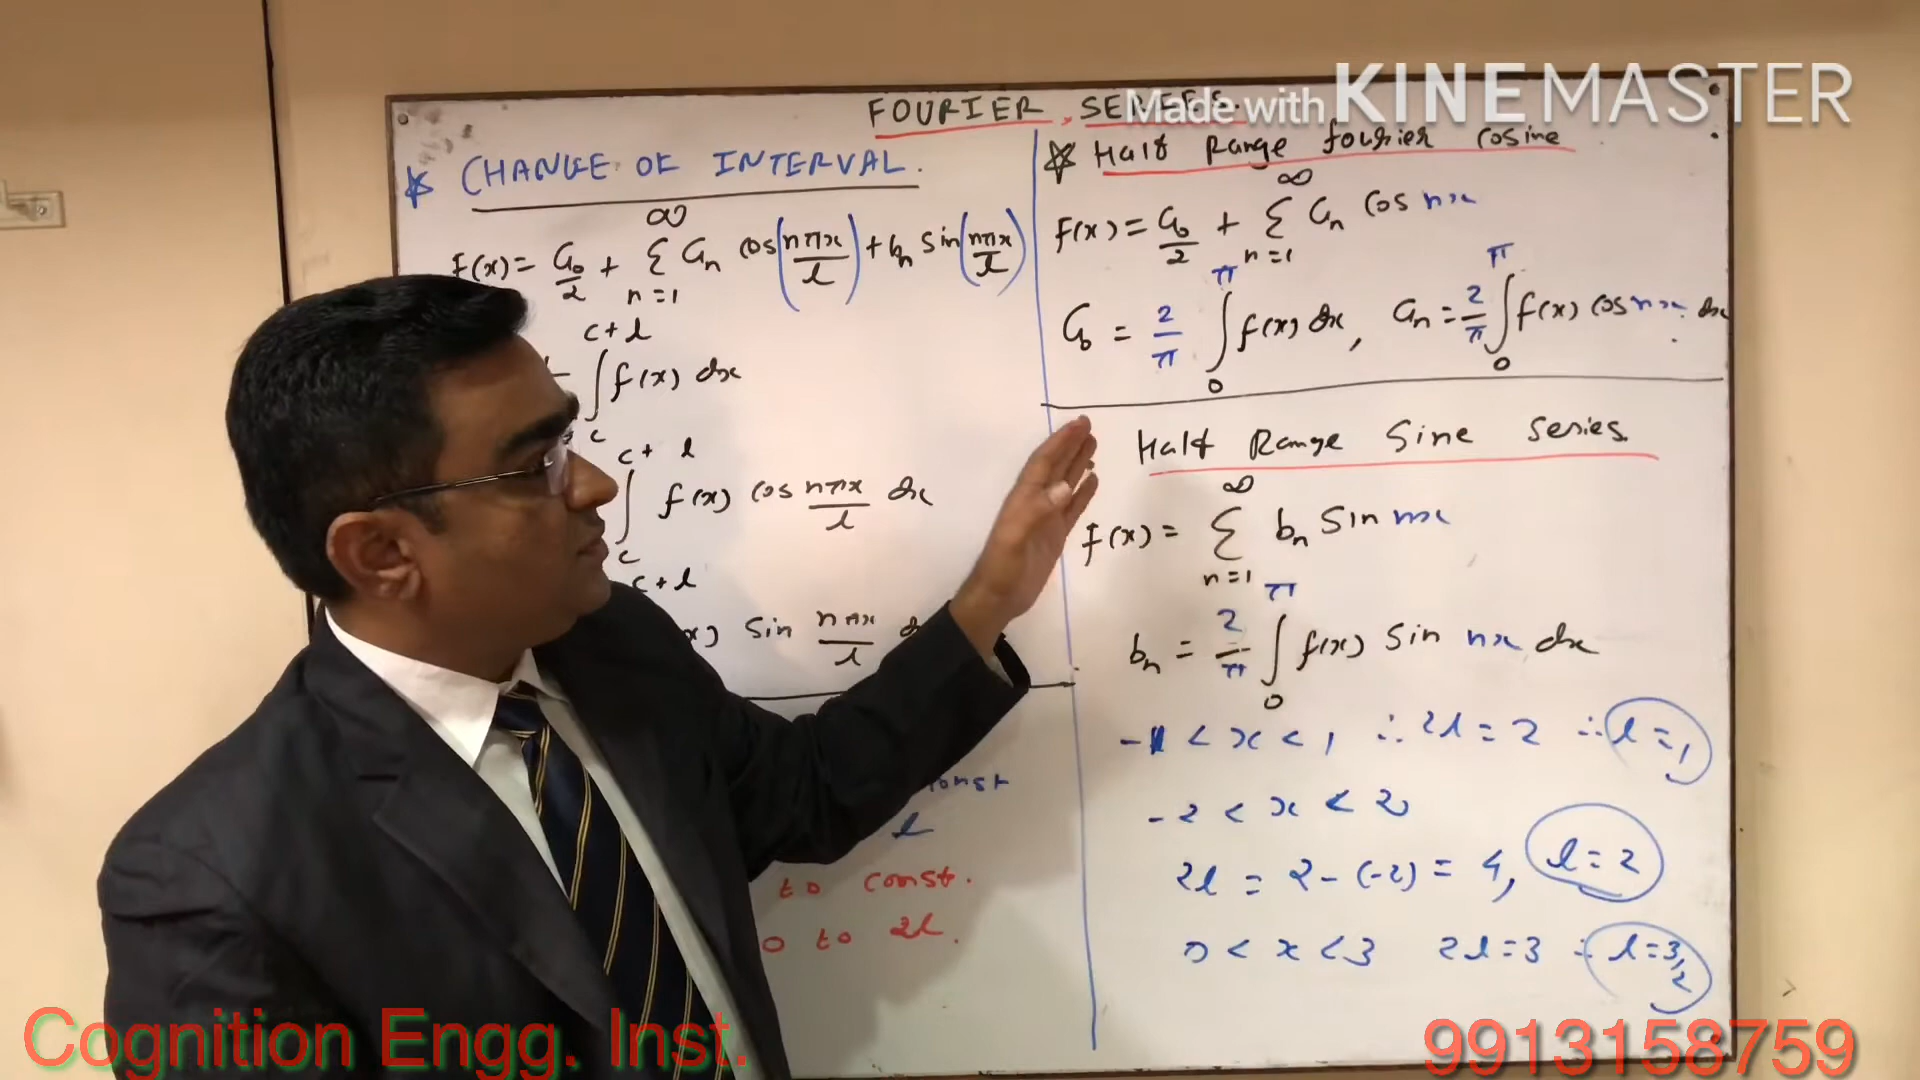 Made with KINEMASTER
FOURIER SERIES.
☆ CHANGE OF INTERVAL.
f(x) = a₀/2 + ∞ Σ n=1 aₙ cos(nπx/l) + bₙ sin(nπx/l)
c+l ∫ c f(x) dx
c+l ∫ c f(x) cos nπx/l dx
c+l
x) sin nπx/l
const
l
to const.
0 to 2l.
☆ Half Range fourier cosine
f(x) = a₀/2 + ∞ Σ n=1 aₙ cos nx
a₀ = 2/π π ∫ 0 f(x) dx, aₙ = 2/π π ∫ 0 f(x) cos nx dx
Half Range Sine Series
f(x) = ∞ Σ n=1 bₙ Sin nx
bₙ = 2/π π ∫ 0 f(x) Sin nx dx
-1 < x < 1 ∴ 2l = 2 ∴ l = 1
-2 < x < 2
2l = 2-(-2) = 4, l = 2
0 < x < 3 2l = 3 ∴ l = 3/2
Cognition Engg. Inst.
9913158759